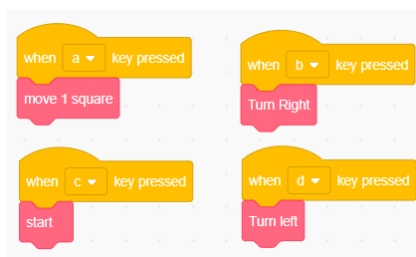 when a key pressed
move 1 square
when b key pressed
Turn Right
when c key pressed
start
when d key pressed
Turn left